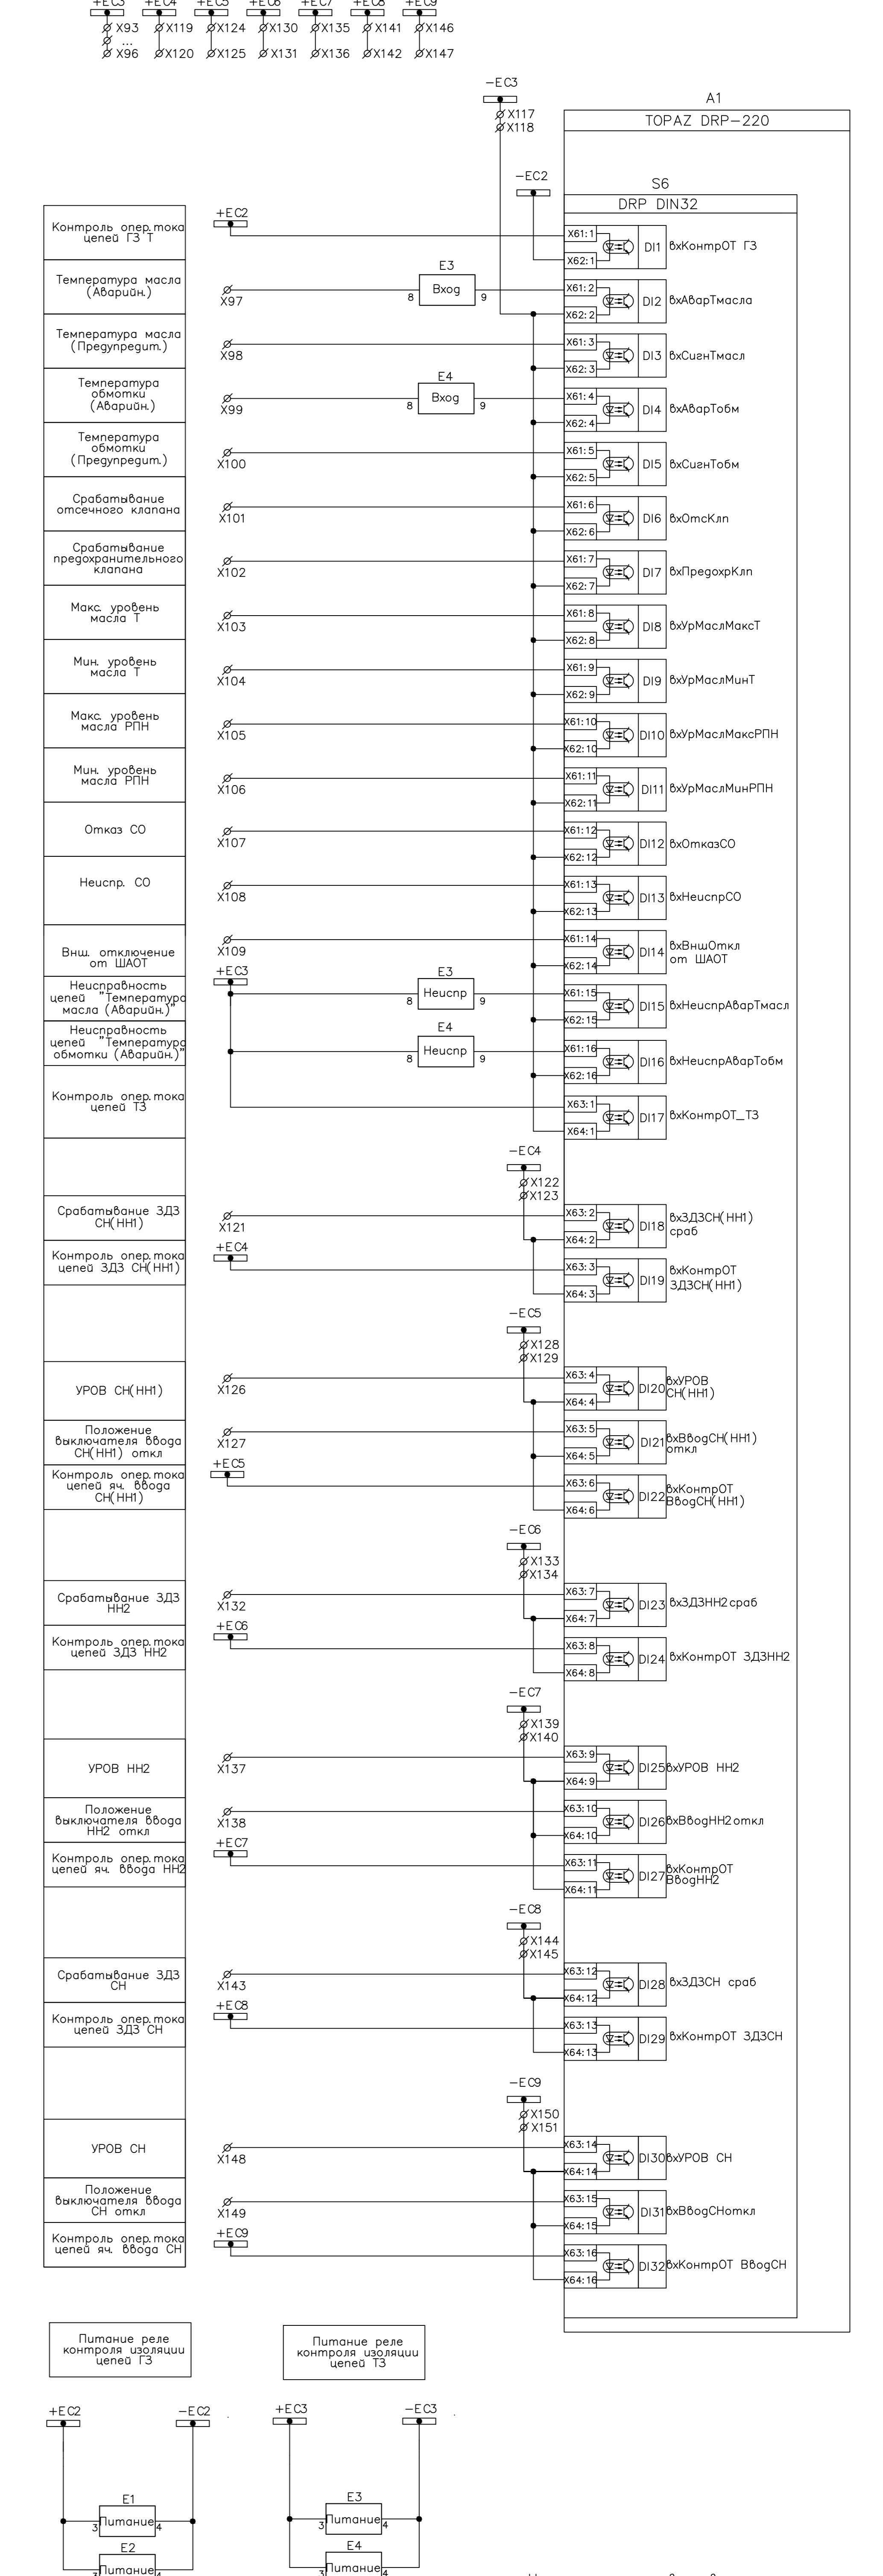 +EC3 +EC4 +EC5 +EC6 +EC7 +EC8 +EC9
X93 X119 X124 X130 X135 X141 X146
...
X96 X120 X125 X131 X136 X142 X147
-EC3
X117
X118
A1
TOPAZ DRP-220
-EC2
S6
DRP DIN32
Контроль опер.тока
цепей ГЗ Т
+EC2
X61:1
X62:1
DI1
вхКонтрОТ ГЗ
Температура масла
(Аварийн.)
X97
E3
8 Вход 9
X61:2
X62:2
DI2
вхАварТмасла
Температура масла
(Предупредит.)
X98
X61:3
X62:3
DI3
вхСигнТмасл
Температура
обмотки
(Аварийн.)
X99
E4
8 Вход 9
X61:4
X62:4
DI4
вхАварТобм
Температура
обмотки
(Предупредит.)
X100
X61:5
X62:5
DI5
вхСигнТобм
Срабатывание
отсечного клапана
X101
X61:6
X62:6
DI6
вхОтсКлп
Срабатывание
предохранительного
клапана
X102
X61:7
X62:7
DI7
вхПредохрКлп
Макс. уровень
масла Т
X103
X61:8
X62:8
DI8
вхУрМаслМаксТ
Мин. уровень
масла Т
X104
X61:9
X62:9
DI9
вхУрМаслМинТ
Макс. уровень
масла РПН
X105
X61:10
X62:10
DI10
вхУрМаслМаксРПН
Мин. уровень
масла РПН
X106
X61:11
X62:11
DI11
вхУрМаслМинРПН
Отказ СО
X107
X61:12
X62:12
DI12
вхОтказСО
Неиспр. СО
X108
X61:13
X62:13
DI13
вхНеиспрСО
Внш. отключение
от ШАОТ
X109
X61:14
X62:14
DI14
вхВншОткл
от ШАОТ
Неисправность
цепей "Температура
масла (Аварийн.)"
+EC3
E3
8 Неиспр 9
X61:15
X62:15
DI15
вхНеиспрАварТмасл
Неисправность
цепей "Температура
обмотки (Аварийн.)"
E4
8 Неиспр 9
X61:16
X62:16
DI16
вхНеиспрАварТобм
Контроль опер.тока
цепей ТЗ
X63:1
X64:1
DI17
вхКонтрОТ_ТЗ
-EC4
X122
X123
Срабатывание ЗДЗ
СН(НН1)
X121
X63:2
X64:2
DI18
вхЗДЗСН(НН1)
сраб
Контроль опер.тока
цепей ЗДЗ СН(НН1)
+EC4
X63:3
X64:3
DI19
вхКонтрОТ
ЗДЗСН(НН1)
-EC5
X128
X129
УРОВ СН(НН1)
X126
X63:4
X64:4
DI20
вхУРОВ
СН(НН1)
Положение
выключателя ввода
СН(НН1) откл
X127
X63:5
X64:5
DI21
вхВводСН(НН1)
откл
Контроль опер.тока
цепей яч. ввода
СН(НН1)
+EC5
X63:6
X64:6
DI22
вхКонтрОТ
ВводСН(НН1)
-EC6
X133
X134
Срабатывание ЗДЗ
НН2
X132
X63:7
X64:7
DI23
вхЗДЗНН2сраб
Контроль опер.тока
цепей ЗДЗ НН2
+EC6
X63:8
X64:8
DI24
вхКонтрОТ ЗДЗНН2
-EC7
X139
X140
УРОВ НН2
X137
X63:9
X64:9
DI25
вхУРОВ НН2
Положение
выключателя ввода
НН2 откл
X138
X63:10
X64:10
DI26
вхВводНН2откл
Контроль опер.тока
цепей яч. ввода НН2
+EC7
X63:11
X64:11
DI27
вхКонтрОТ
ВводНН2
-EC8
X144
X145
Срабатывание ЗДЗ
СН
X143
X63:12
X64:12
DI28
вхЗДЗСН сраб
Контроль опер.тока
цепей ЗДЗ СН
+EC8
X63:13
X64:13
DI29
вхКонтрОТ ЗДЗСН
-EC9
X150
X151
УРОВ СН
X148
X63:14
X64:14
DI30
вхУРОВ СН
Положение
выключателя ввода
СН откл
X149
X63:15
X64:15
DI31
вхВводСНоткл
Контроль опер.тока
цепей яч. ввода СН
+EC9
X63:16
X64:16
DI32
вхКонтрОТ ВводСН
Питание реле
контроля изоляции
цепей ГЗ
Питание реле
контроля изоляции
цепей ТЗ
+EC2 -EC2 +EC3 -EC3
E1
3 Питание 4
E3
3 Питание 4
E2
3 Питание 4
E4
3 Питание 4